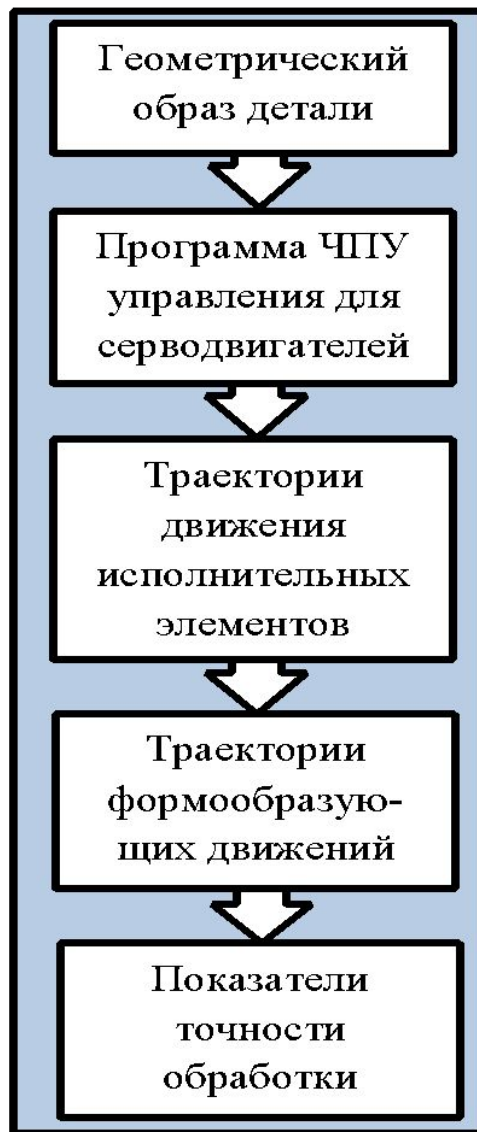 Геометрический
образ детали
Программа ЧПУ
управления для
серводвигателей
Траектории
движения
исполнительных
элементов
Траектории
формообразую-
щих движений
Показатели
точности
обработки